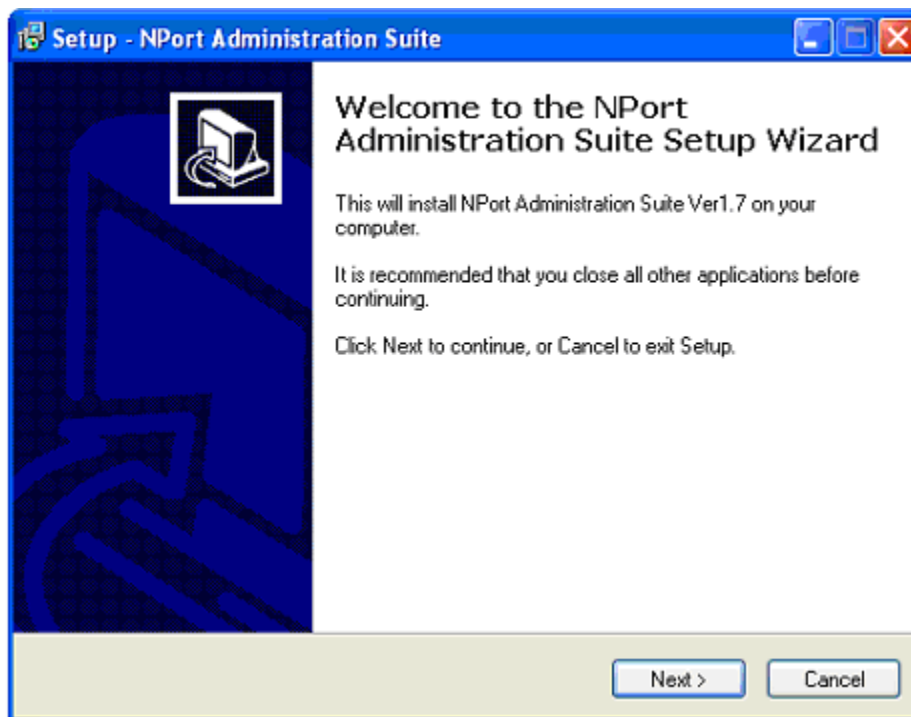 Setup - NPort Administration Suite
Welcome to the NPort
Administration Suite Setup Wizard
This will install NPort Administration Suite Ver1.7 on your
computer.
It is recommended that you close all other applications before
continuing.
Click Next to continue, or Cancel to exit Setup.
Next >
Cancel